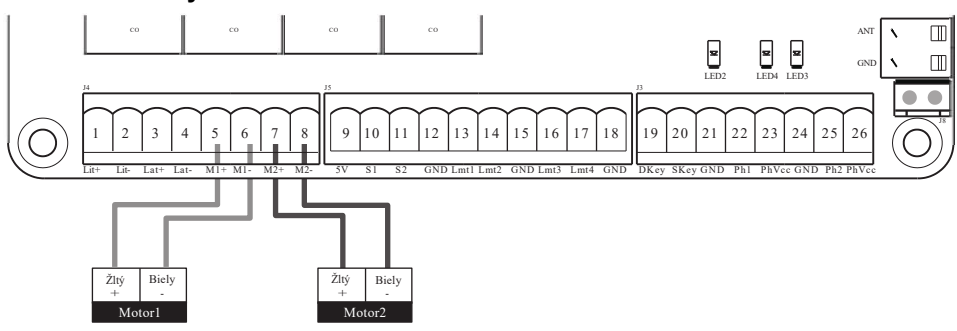 co co co co
ANT
GND
LED2 LED4 LED3
J8
J4 J5 J3
1 2 3 4 5 6 7 8 9 10 11 12 13 14 15 16 17 18 19 20 21 22 23 24 25 26
Lit+ Lit- Lat+ Lat- M1+ M1- M2+ M2- 5V S1 S2 GND Lmt1 Lmt2 GND Lmt3 Lmt4 GND DKey SKey GND Ph1 PhVcc GND Ph2 PhVcc
Žltý Biely Žltý Biely
+ - + -
Motor1 Motor2